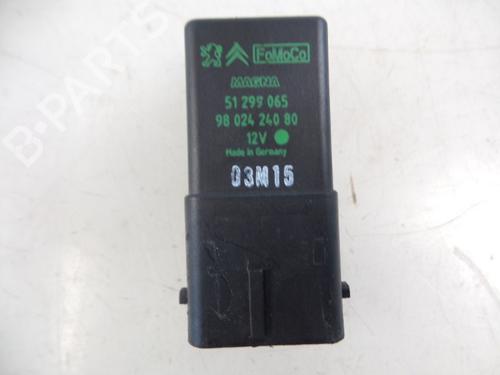 FoMoCo
MAGNA
51 299 065
98 024 240 80
12V
Made in Germany
03M15
B-PARTS